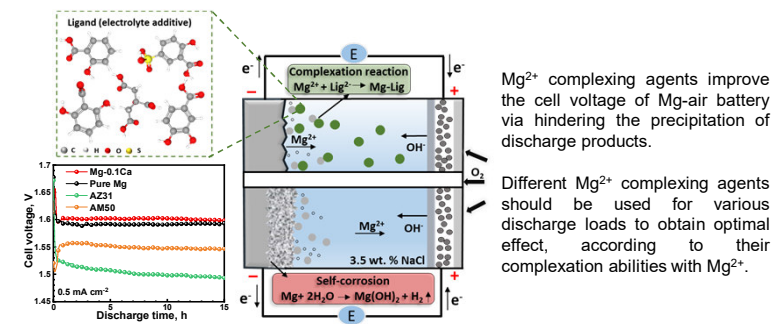 Ligand (electrolyte additive)
C H O S
E
e⁻ e⁻
Complexation reaction
Mg²⁺ + Lig²⁻ → Mg-Lig
− +
Mg²⁺
OH⁻
O₂
Mg²⁺
OH⁻
3.5 wt. % NaCl
− +
Self-corrosion
Mg+ 2H₂O → Mg(OH)₂ + H₂ ↑
e⁻ e⁻
E
Cell voltage, V
1.7
1.65
1.6
1.55
1.5
1.45
Mg-0.1Ca
Pure Mg
AZ31
AM50
0.5 mA cm⁻²
0 5 10 15
Discharge time, h
Mg²⁺ complexing agents improve
the cell voltage of Mg-air battery
via hindering the precipitation of
discharge products.
Different Mg²⁺ complexing agents
should be used for various
discharge loads to obtain optimal
effect, according to their
complexation abilities with Mg²⁺.